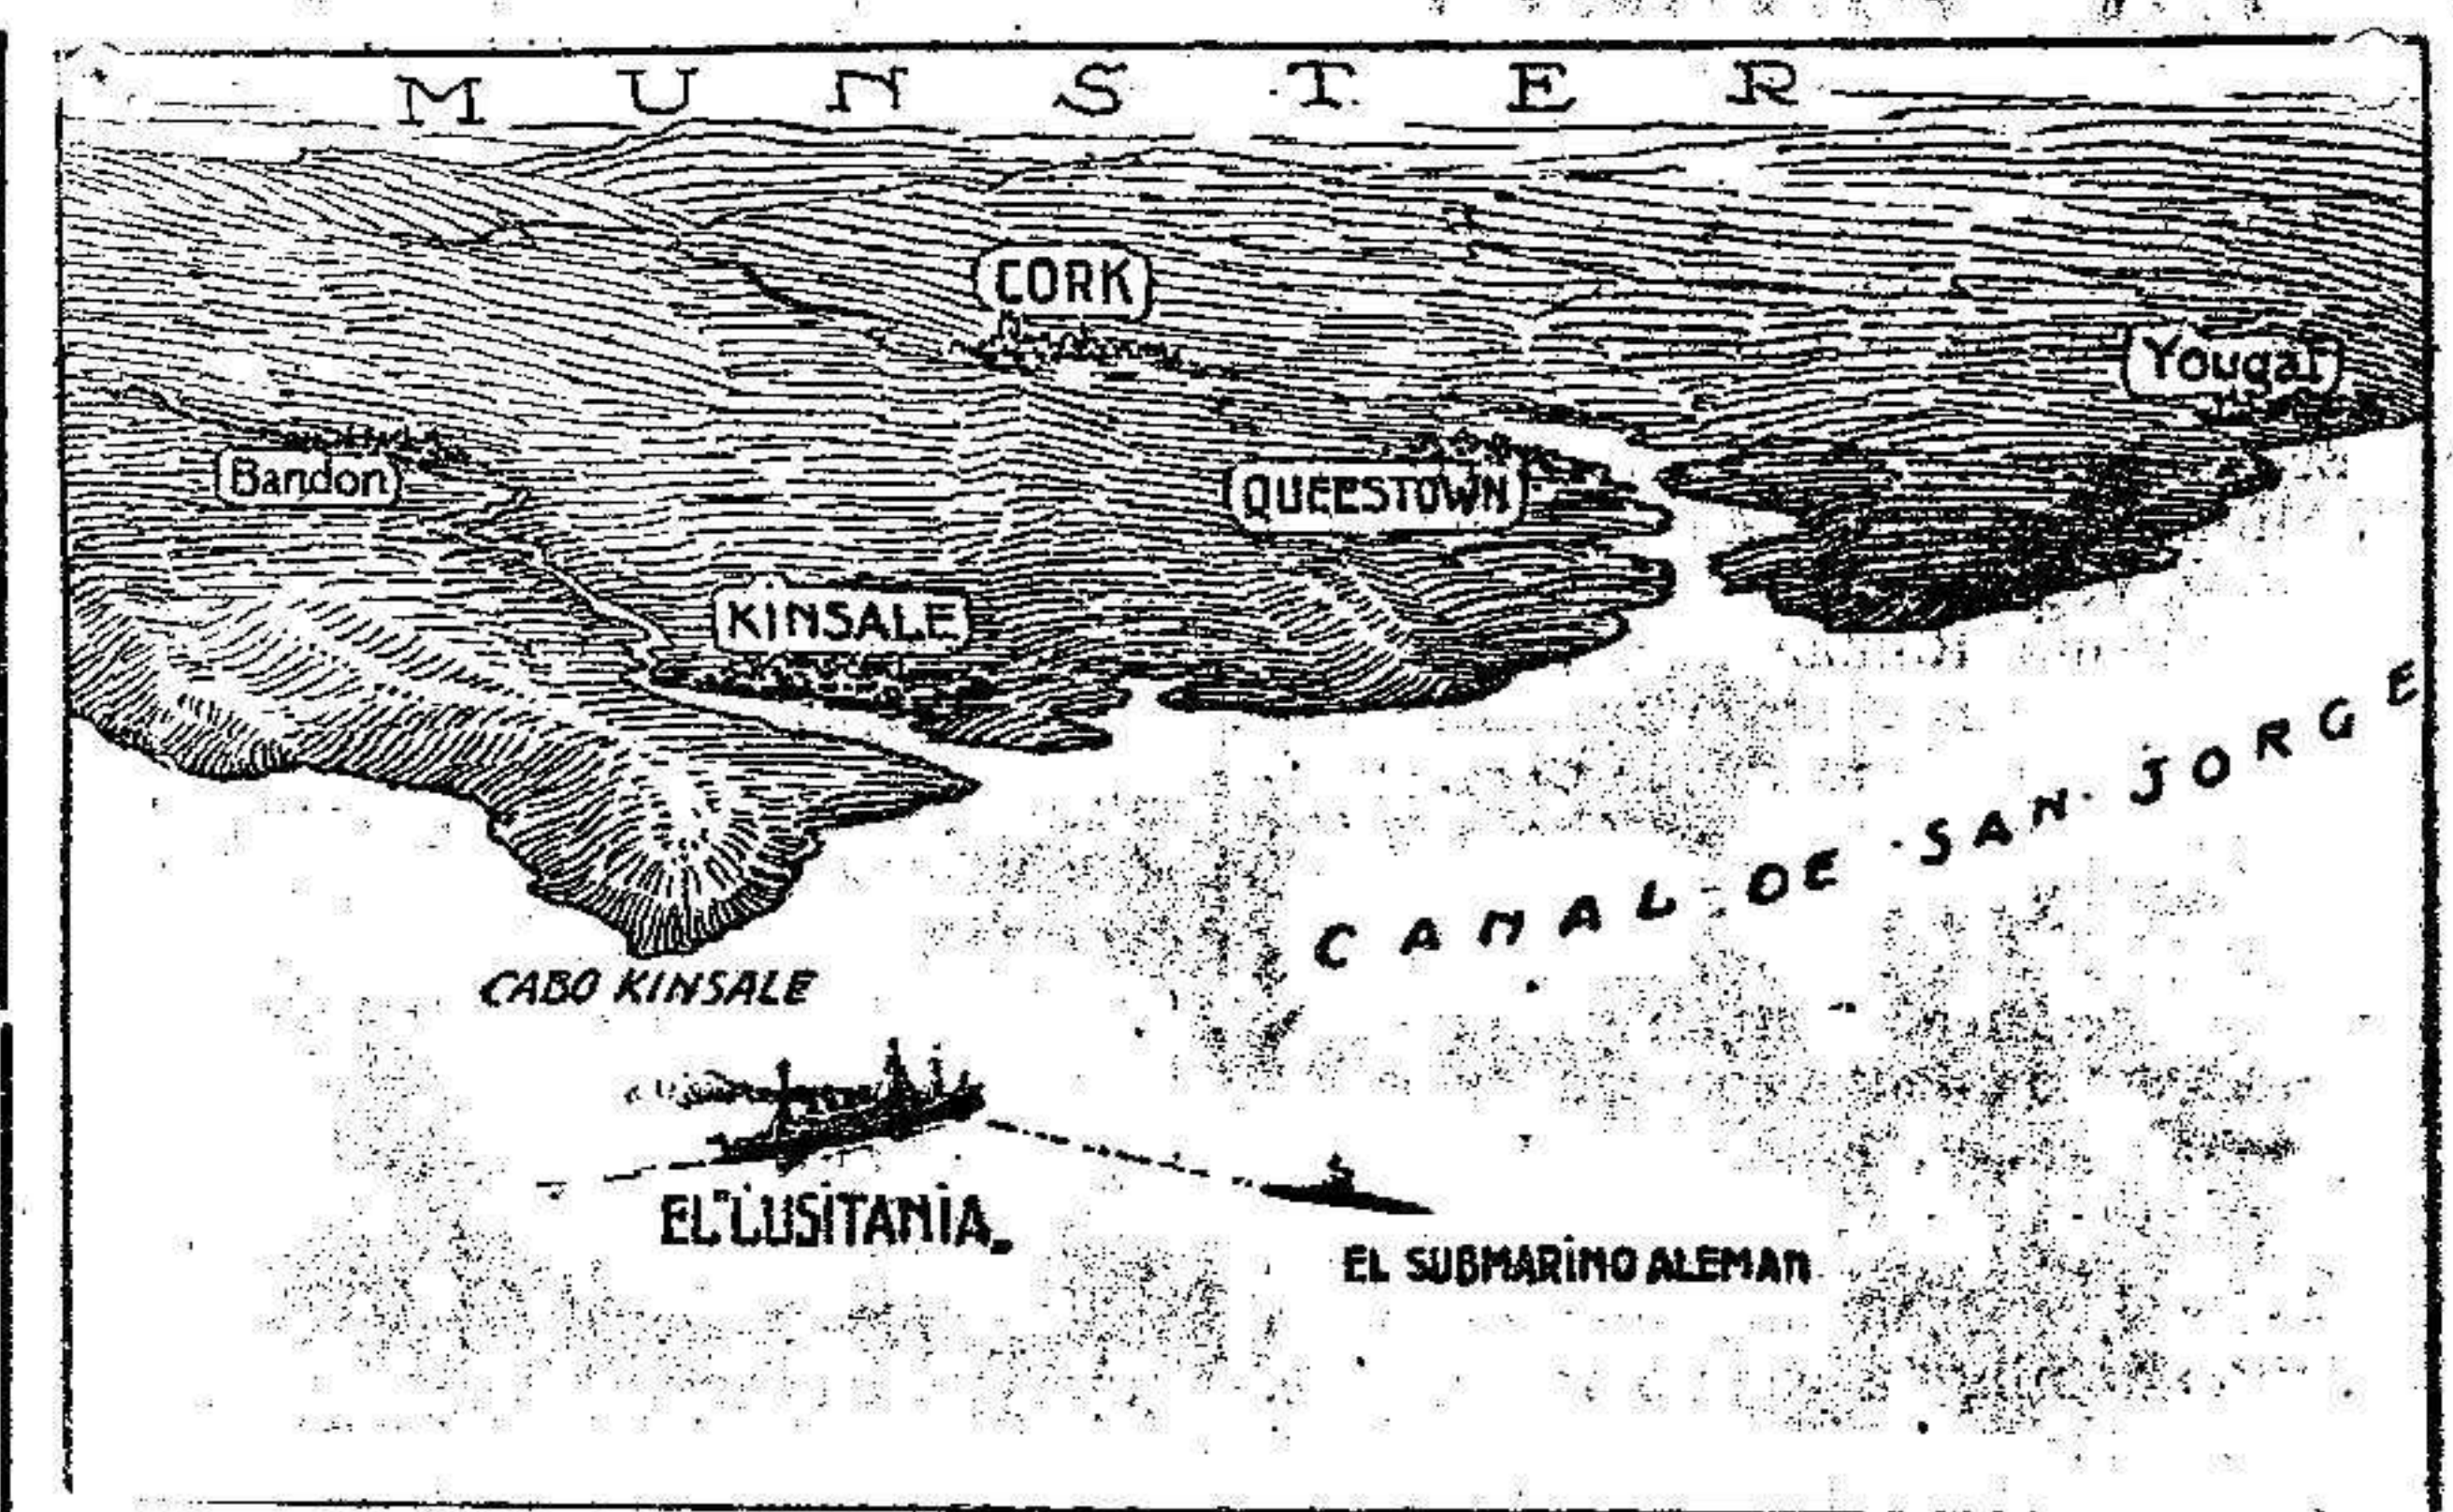 MUNSTER
CORK
Yougal
Bandon
QUEESTOWN
KINSALE
CANAL DE SAN JORGE
CABO KINSALE
EL "LUSITANIA„
EL SUBMARINO ALEMAN